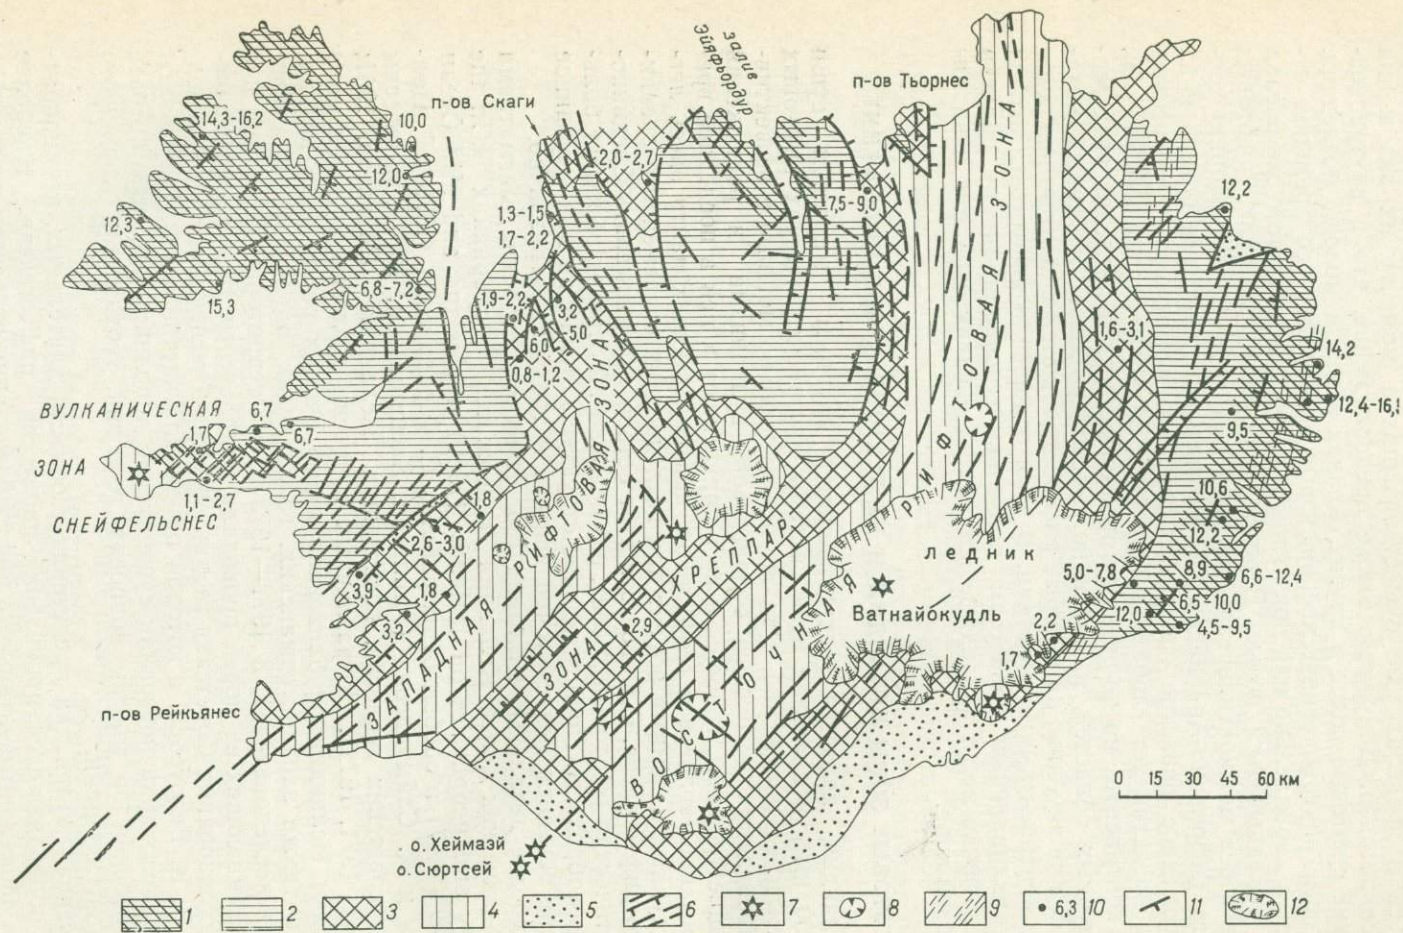 залив
Эйяфьордур
п-ов Тьорнес
п-ов Скаги
14,3-16,2
10,0
2,0-2,7
12,0
7,5-9,0
12,2
12,3
1,3-1,5
1,7-2,2
6,8-7,2
15,3
1,9-2,2
3,2
-5,0
6,0
0,8-1,2
1,6-3,1
14,2
12,4-16,
9,5
ВУЛКАНИЧЕСКАЯ
6,7
1,7
6,7
ЗОНА
1,1-2,7
СНЕЙФЕЛЬСНЕС
1,8
2,6-3,0
10,6
12,2
3,9
1,8
3,2
2,9
5,0-7,8
8,9
6,6-12,4
6,5-10,0
12,0
4,5-9,5
2,2
1,7
ЗАПАДНАЯ РИФТОВАЯ ЗОНА
ЗОНА ХРЕППАР
ВОСТОЧНАЯ РИФТОВАЯ ЗОНА
ледник
Ватнайокудль
п-ов Рейкьянес
0 15 30 45 60 км
о. Хеймаэй
о. Сюртсей
1 2 3 4 5 6 7 8 9 6,3 10 11 12